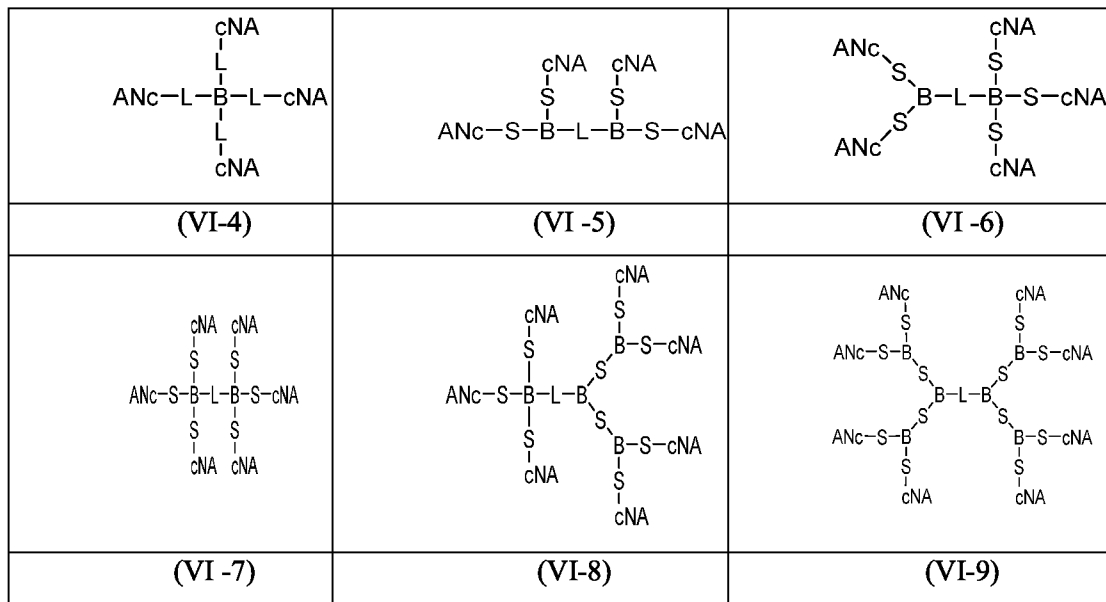 cNA
L
ANc—L—B—L—cNA
L
cNA
cNA cNA
S S
ANc—S—B—L—B—S—cNA
ANc cNA
S S
B—L—B—S—cNA
S S
ANc cNA
(VI-4) (VI -5) (VI -6)
cNA cNA
S S
ANc—S—B—L—B—S—cNA
S S
cNA cNA
cNA
cNA S
S B—S—cNA
S
ANc—S—B—L—B
S
S B—S—cNA
cNA S
cNA
ANc cNA
S S
ANc—S—B B—S—cNA
S S
B—L—B
S S
ANc—S—B B—S—cNA
S S
cNA cNA
(VI -7) (VI-8) (VI-9)